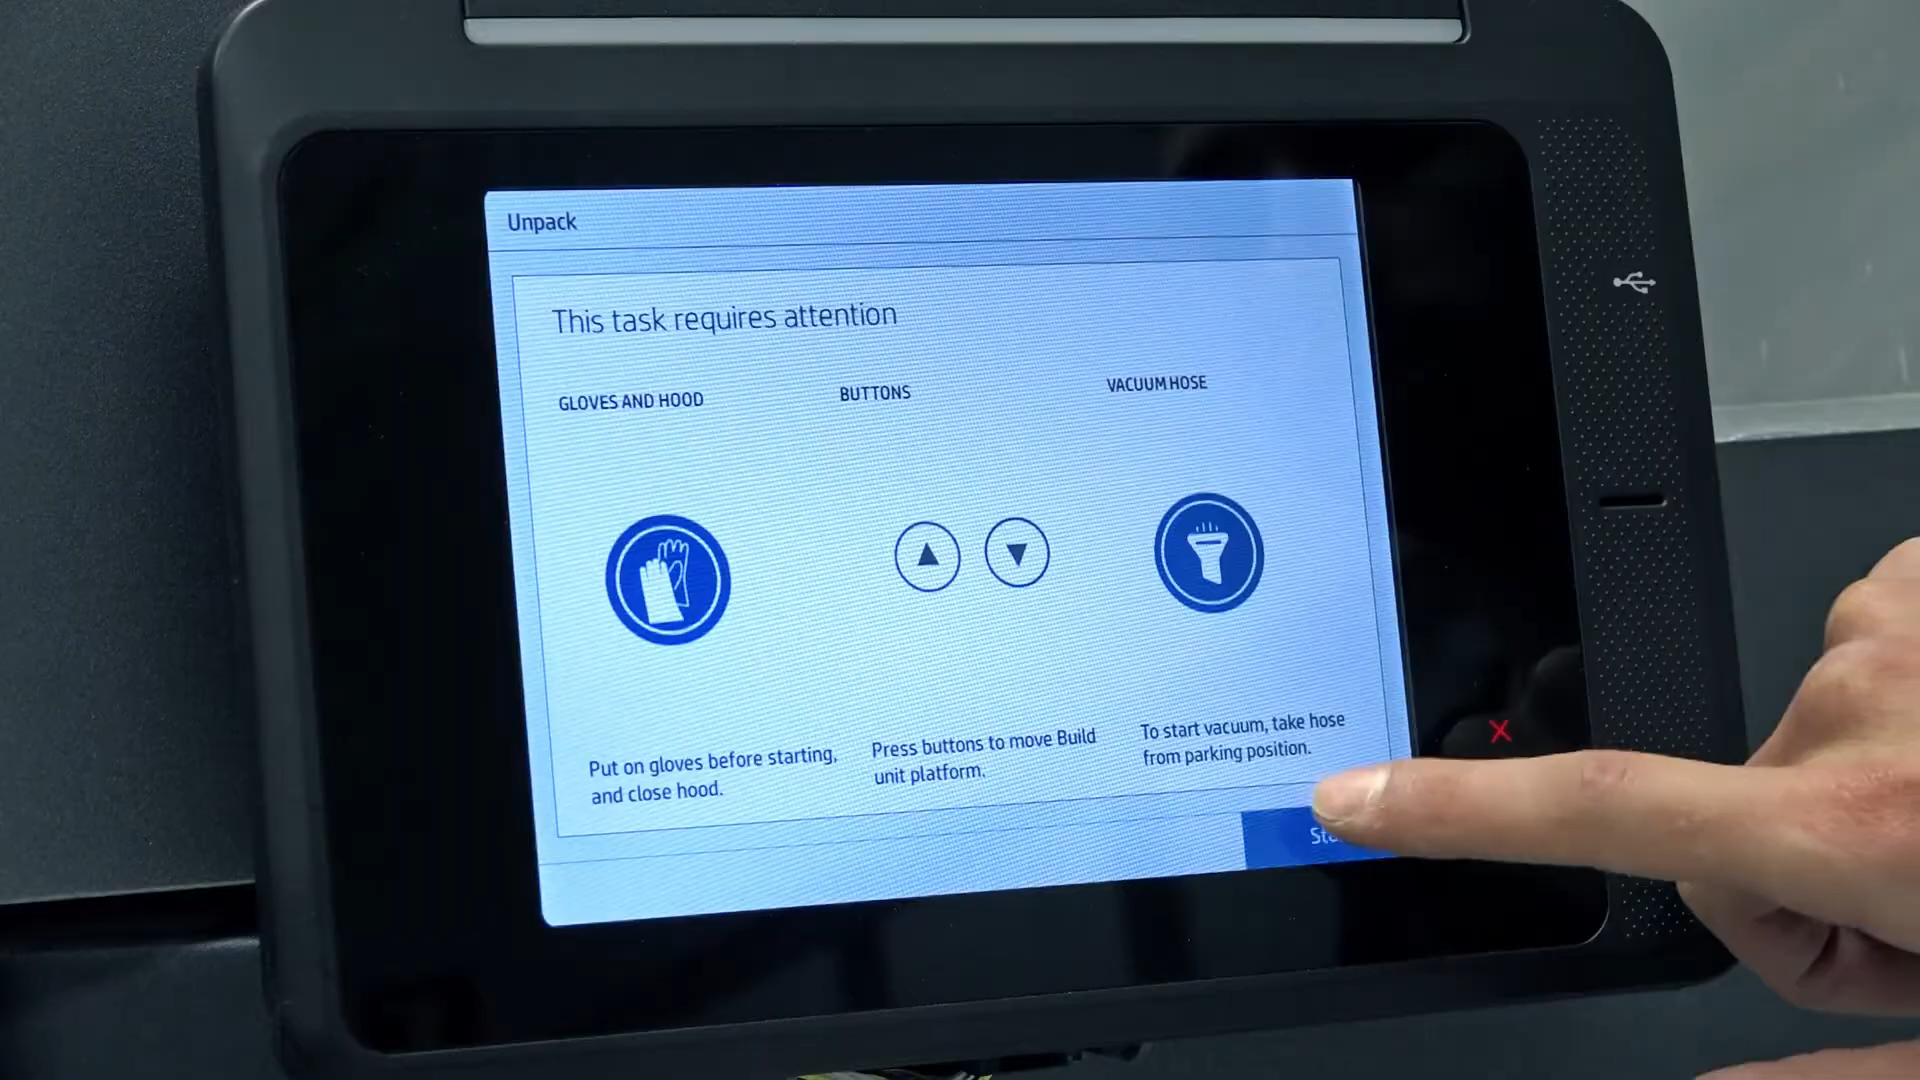 Unpack
This task requires attention
GLOVES AND HOOD
BUTTONS
VACUUM HOSE
Put on gloves before starting,
and close hood.
Press buttons to move Build
unit platform.
To start vacuum, take hose
from parking position.